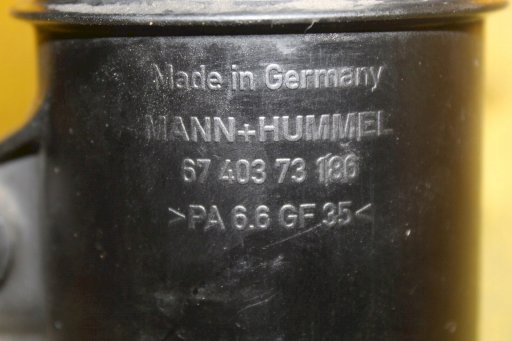 Made in Germany
MANN+HUMMEL
67 403 73 186
>PA 6.6 GF 35<